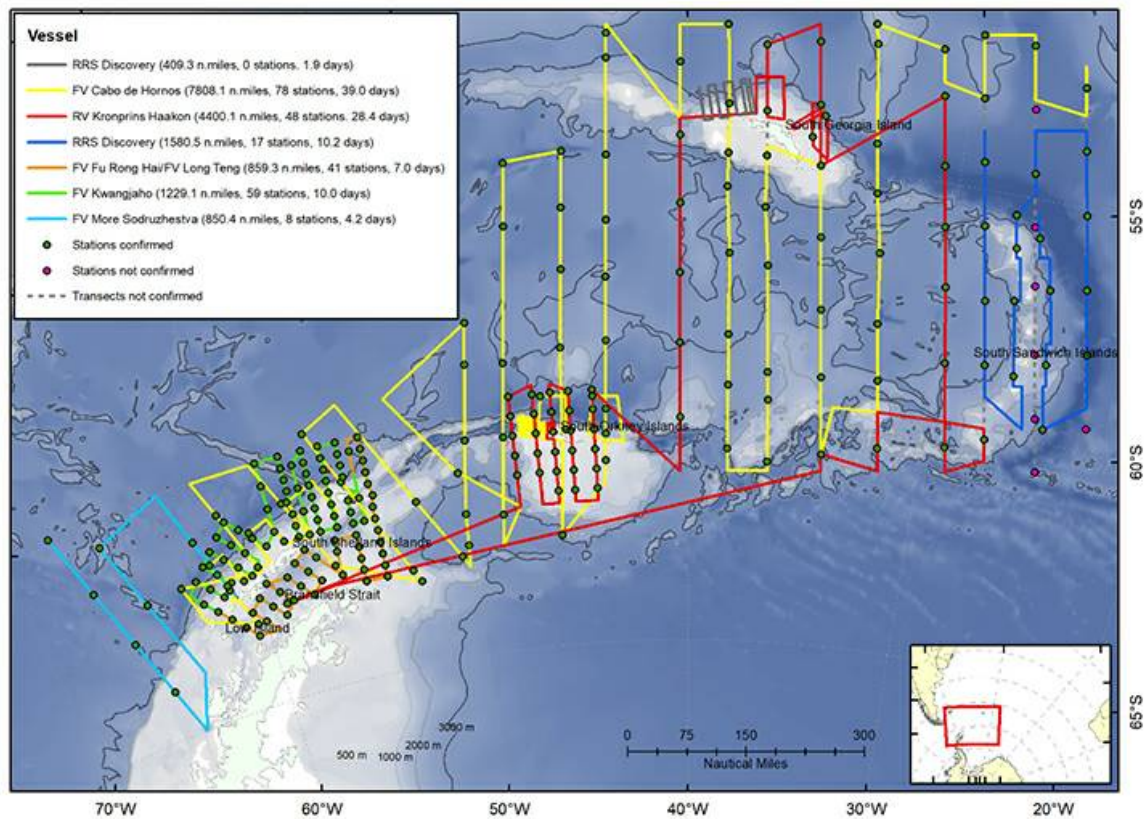 Vessel
RRS Discovery (409.3 n.miles, 0 stations, 1.9 days)
FV Cabo de Hornos (7808.1 n.miles, 78 stations, 39.0 days)
RV Kronprins Haakon (4400.1 n.miles, 48 stations. 28.4 days)
RRS Discovery (1580.5 n.miles, 17 stations, 10.2 days)
FV Fu Rong Hai/FV Long Teng (859.3 n.miles, 41 stations, 7.0 days)
FV Kwangjaho (1229.1 n.miles, 59 stations, 10.0 days)
FV More Sodruzhestva (850.4 n.miles, 8 stations, 4.2 days)
Stations confirmed
Stations not confirmed
Transects not confirmed
South Georgia Island
55°S
South Sandwich Islands
South Orkney Islands
60°S
South Shetland Islands
Bransfield Strait
Low Island
65°S
3000 m
2000 m
1000 m
500 m
0 75 150 300
Nautical Miles
70°W 60°W 50°W 40°W 30°W 20°W